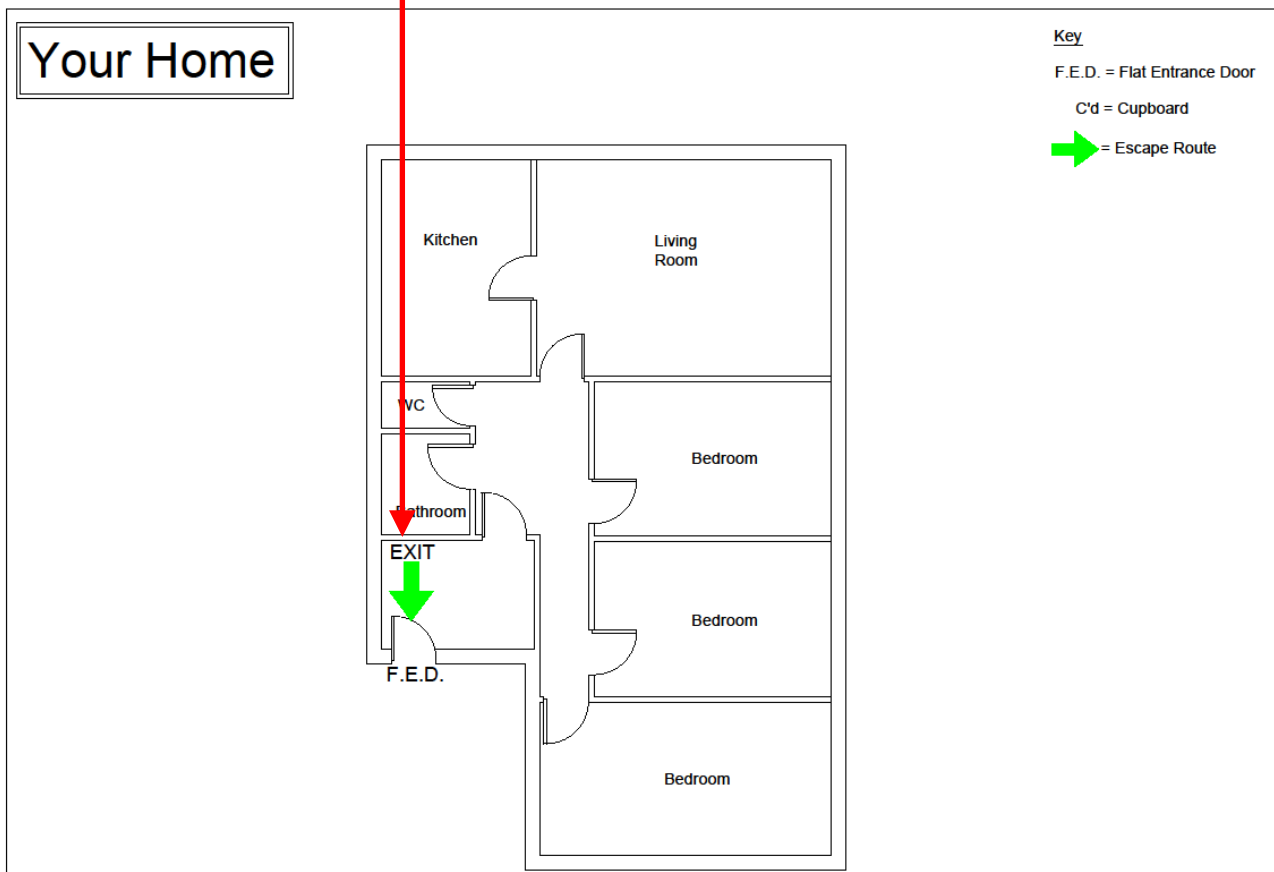 Your Home
Key
F.E.D. = Flat Entrance Door
C'd = Cupboard
= Escape Route
Kitchen
Living
Room
WC
Bedroom
Bathroom
EXIT
Bedroom
F.E.D.
Bedroom